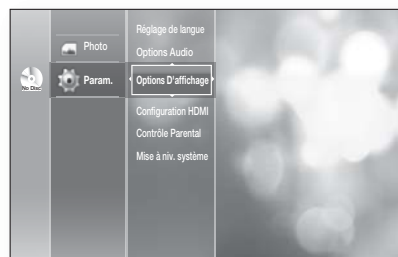 No Disc
Photo
Param.
Réglage de langue
Options Audio
Options D'affichage
Configuration HDMI
Contrôle Parental
Mise à niv. système